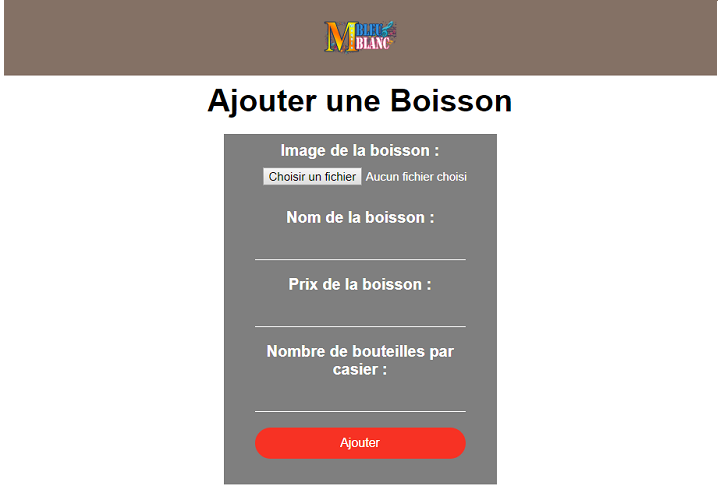 MBLEU
BLANC
Ajouter une Boisson
Image de la boisson :
Choisir un fichier Aucun fichier choisi
Nom de la boisson :
Prix de la boisson :
Nombre de bouteilles par
casier :
Ajouter